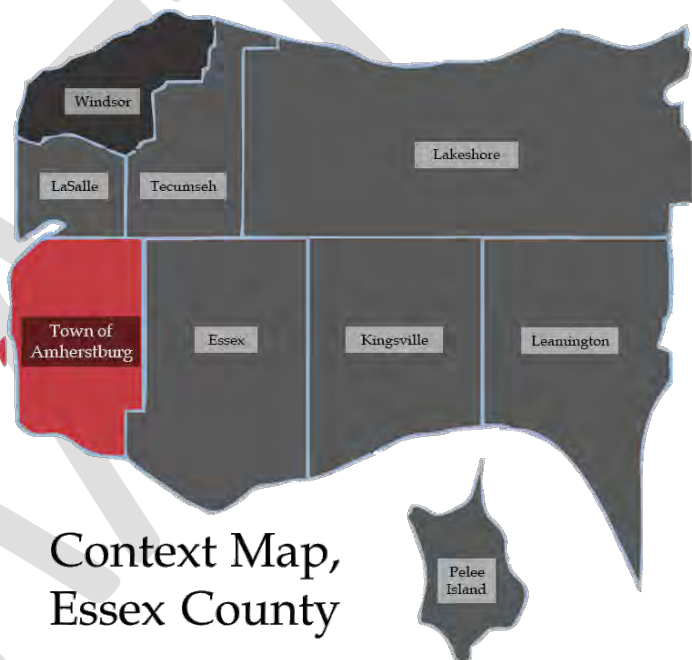 Windsor
Lakeshore
LaSalle
Tecumseh
Town of
Amherstburg
Essex
Kingsville
Leamington
Context Map,
Essex County
Pelee
Island